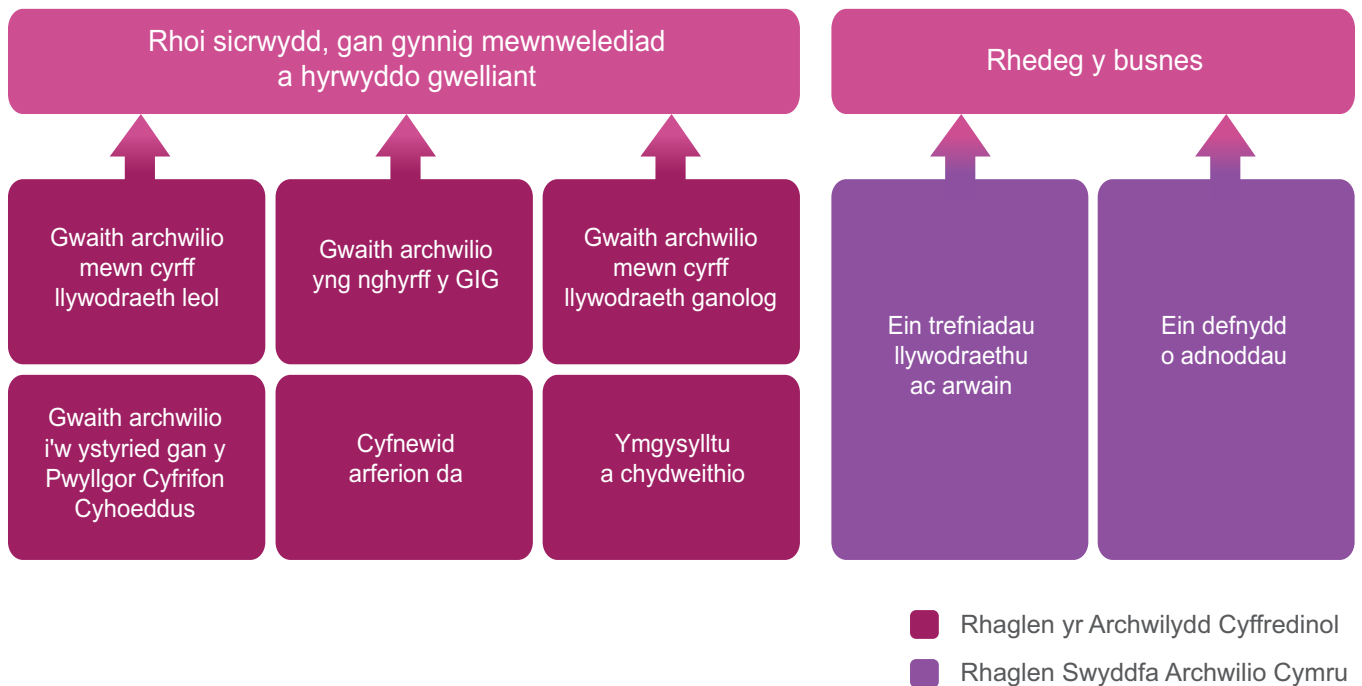 Rhoi sicrwydd, gan gynnig mewnwelediad
a hyrwyddo gwelliant
Rhedeg y busnes
Gwaith archwilio
mewn cyrff
llywodraeth leol
Gwaith archwilio
yng nghyrff y GIG
Gwaith archwilio
mewn cyrff
llywodraeth ganolog
Ein trefniadau
llywodraethu
ac arwain
Ein defnydd
o adnoddau
Gwaith archwilio
i'w ystyried gan y
Pwyllgor Cyfrifon
Cyhoeddus
Cyfnewid
arferion da
Ymgysylltu
a chydweithio
Rhaglen yr Archwilydd Cyffredinol
Rhaglen Swyddfa Archwilio Cymru